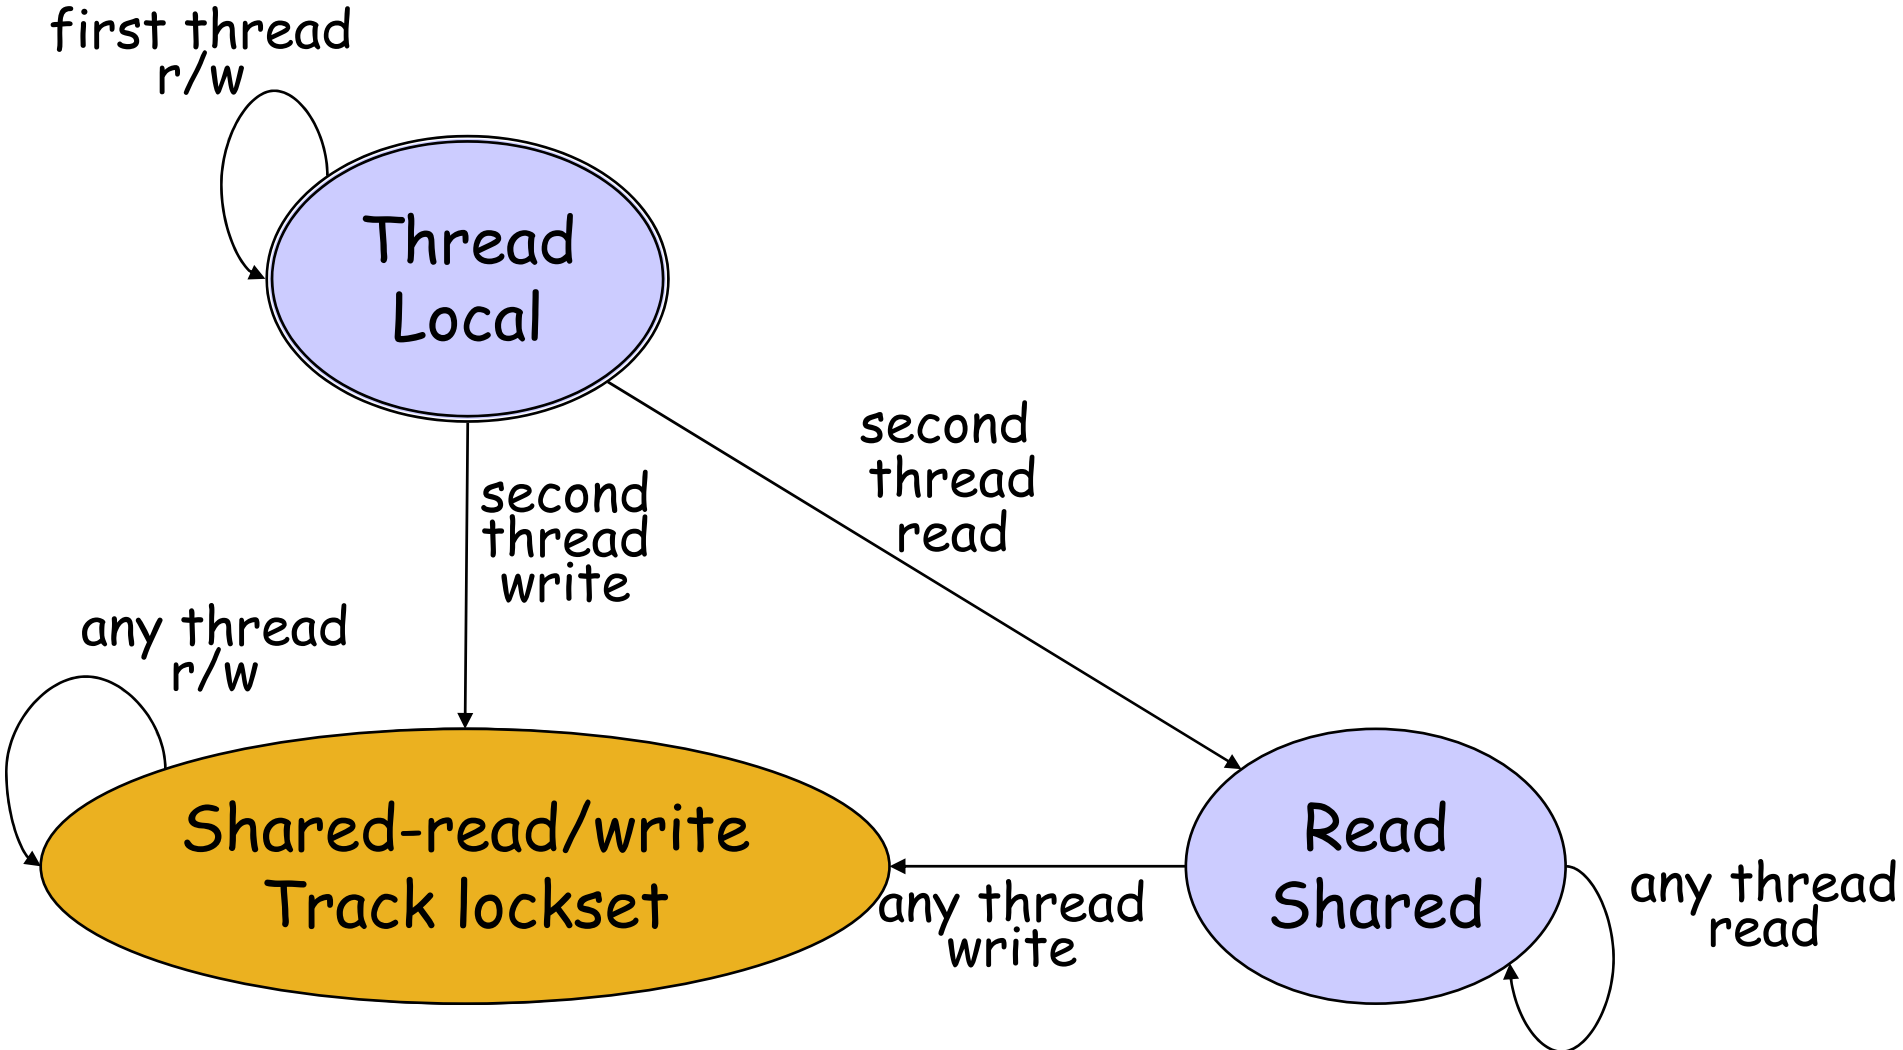 first thread
r/w
Thread
Local
second
thread
read
second
thread
write
any thread
r/w
Shared-read/write
Track lockset
any thread
write
Read
Shared
any thread
read